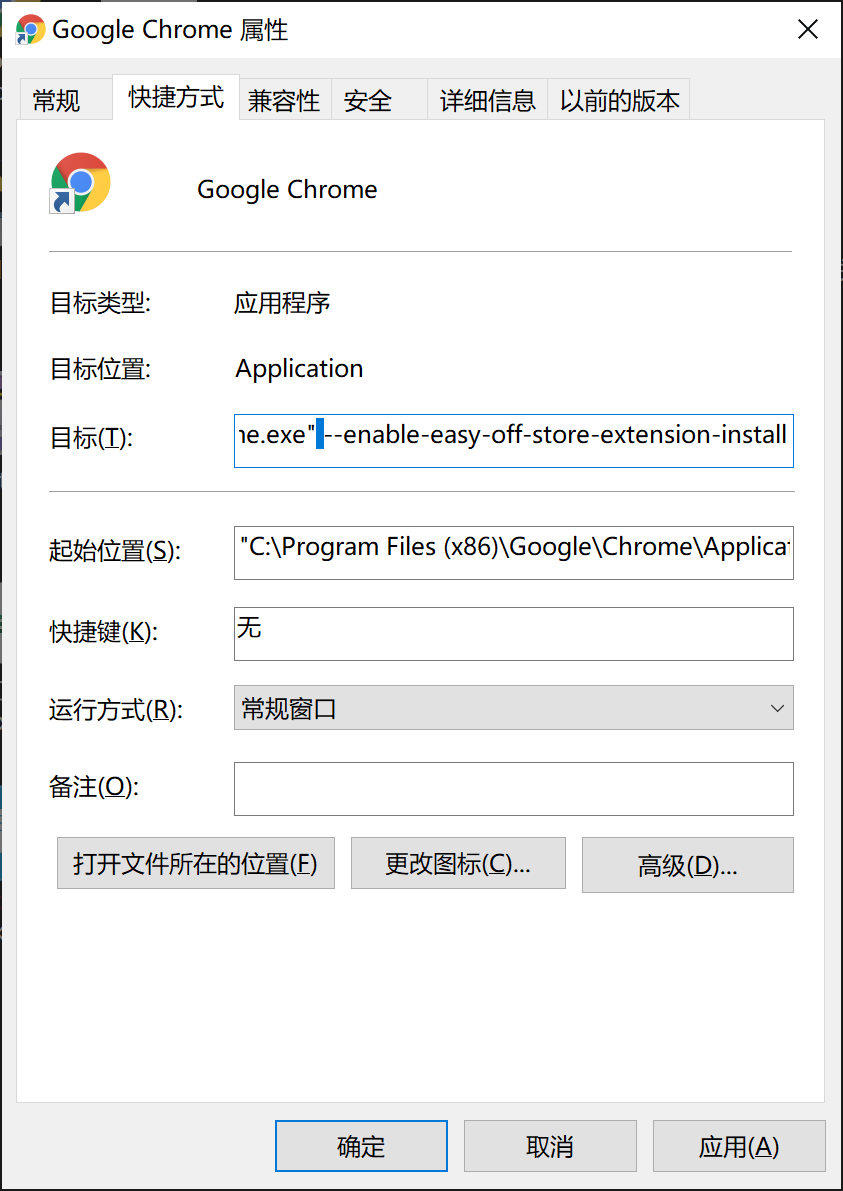 Google Chrome 属性
常规 快捷方式 兼容性 安全 详细信息 以前的版本
Google Chrome
目标类型: 应用程序
目标位置: Application
目标(T): e.exe" --enable-easy-off-store-extension-install
起始位置(S): "C:\Program Files (x86)\Google\Chrome\Applica
快捷键(K): 无
运行方式(R): 常规窗口
备注(O):
打开文件所在的位置(F) 更改图标(C)... 高级(D)...
确定 取消 应用(A)